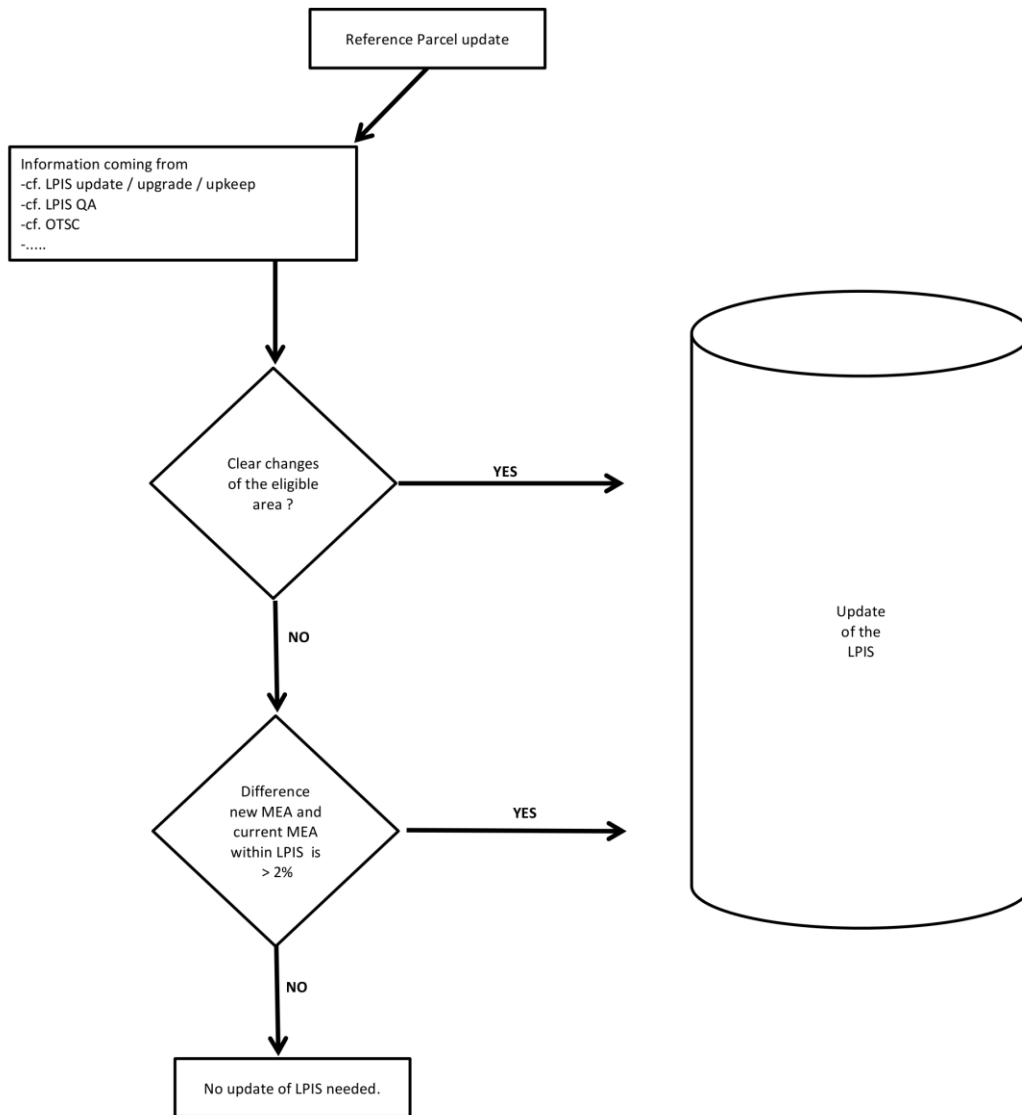 Reference Parcel update
Information coming from
-cf. LPIS update / upgrade / upkeep
-cf. LPIS QA
-cf. OTSC
-.....
Clear changes
of the eligible
area ?
YES
NO
Update
of the
LPIS
Difference
new MEA and
current MEA
within LPIS is
> 2%
YES
NO
No update of LPIS needed.